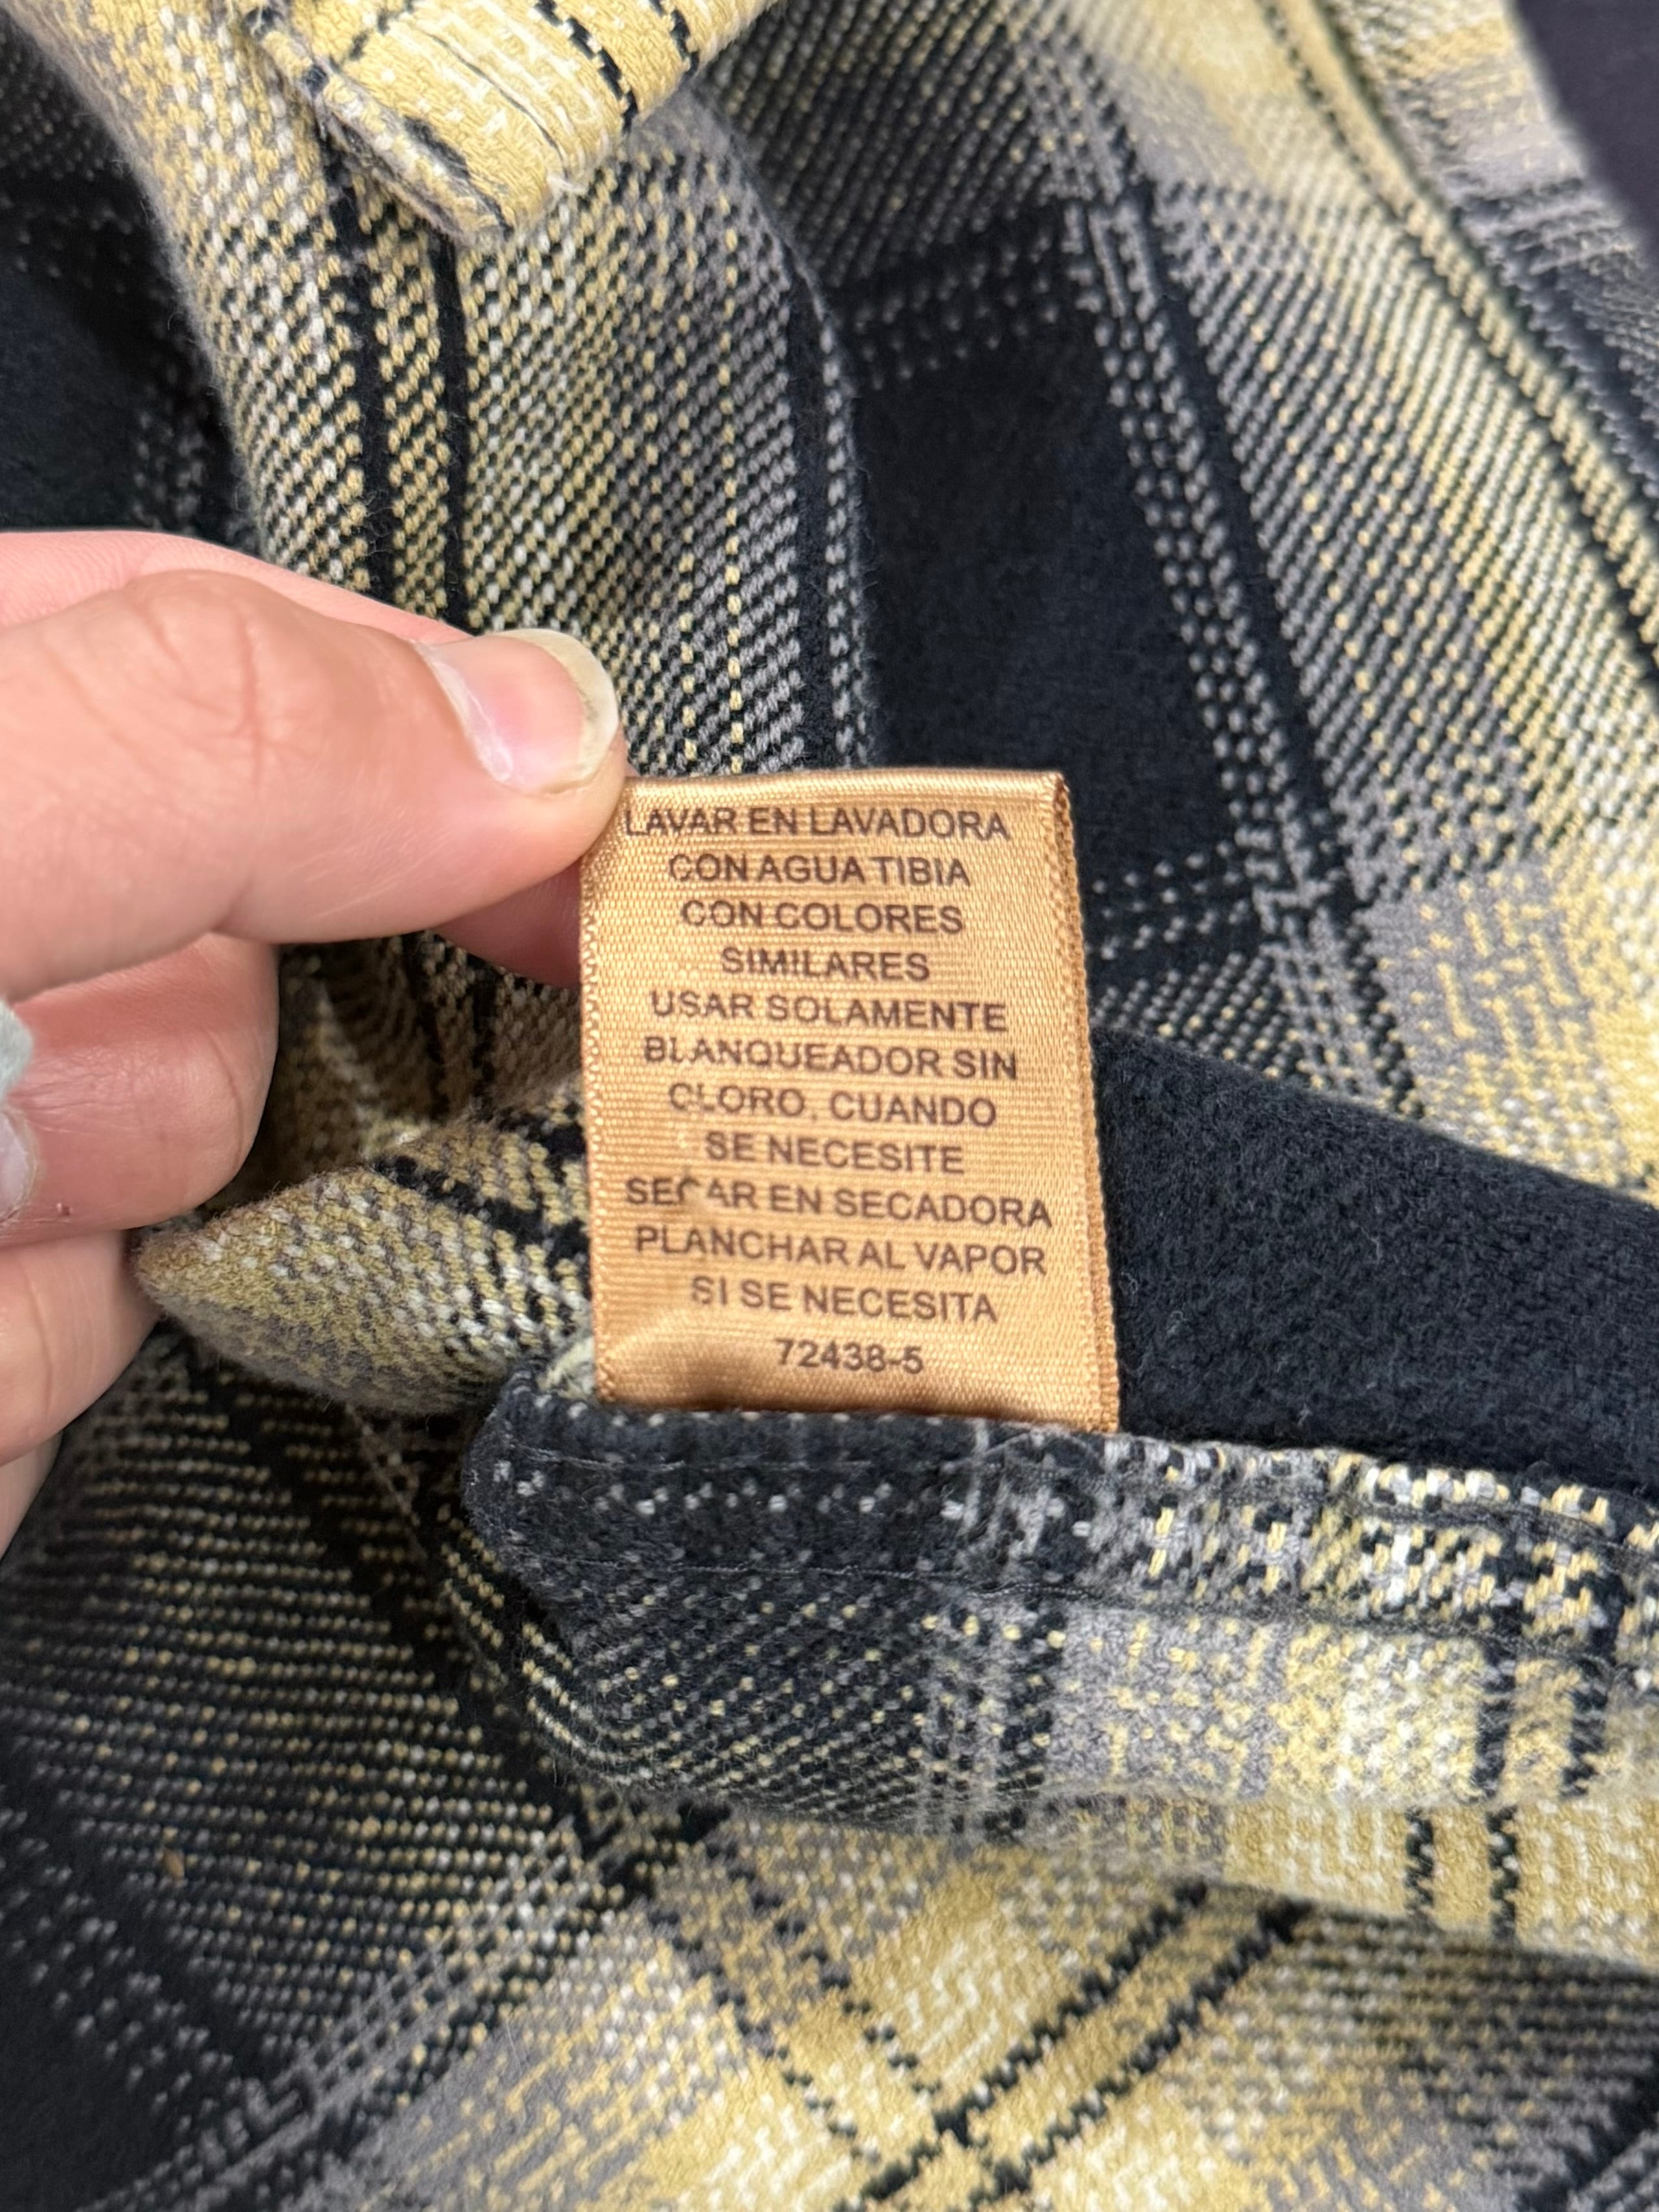 LAVAR EN LAVADORA
CON AGUA TIBIA
CON COLORES
SIMILARES
USAR SOLAMENTE
BLANQUEADOR SIN
CLORO, CUANDO
SE NECESITE
SECAR EN SECADORA
PLANCHAR AL VAPOR
SI SE NECESITA
72438-5